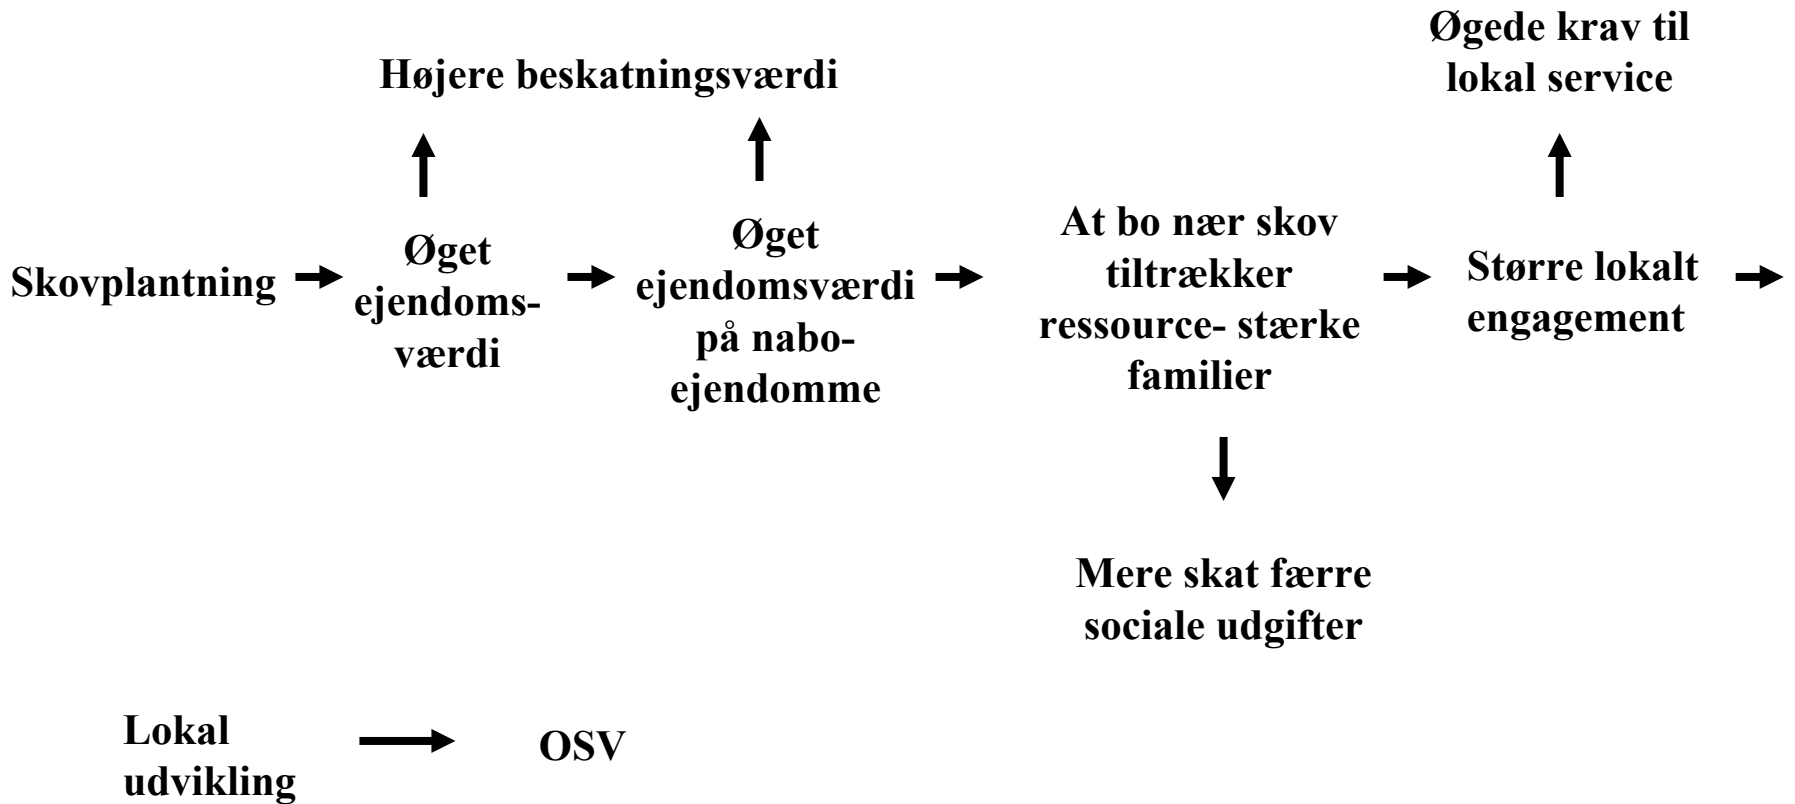 Øgede krav til
lokal service
Højere beskatningsværdi
Skovplantning
Øget
ejendoms-
værdi
Øget
ejendomsværdi
på nabo-
ejendomme
At bo nær skov
tiltrækker
ressource- stærke
familier
Større lokalt
engagement
Mere skat færre
sociale udgifter
Lokal
udvikling
OSV